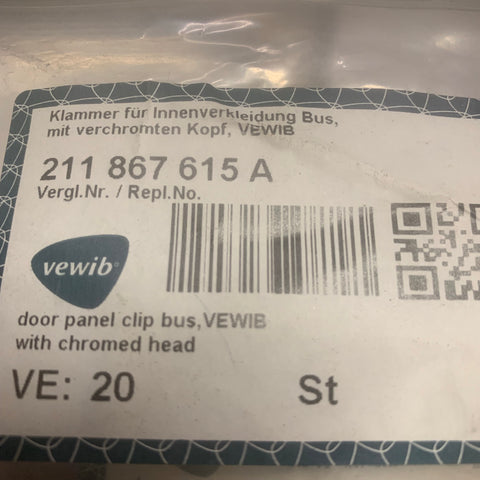 Klammer für Innenverkleidung Bus,
mit verchromten Kopf, VEWIB
211 867 615 A
Vergl.Nr. / Repl.No.
vewib®
door panel clip bus,VEWIB
with chromed head
VE: 20 St